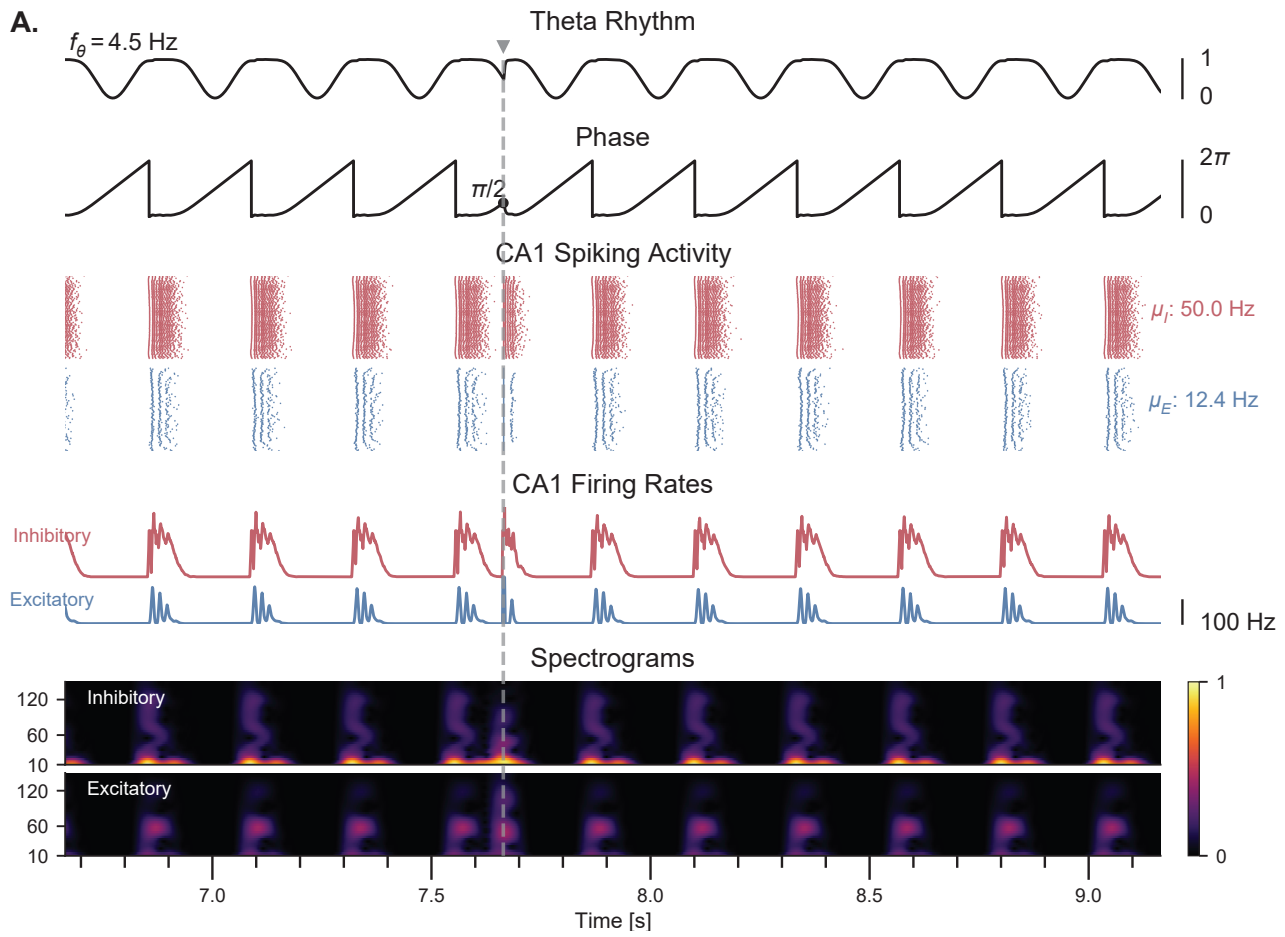 A.
Theta Rhythm
fθ = 4.5 Hz
1
0
Phase
2π
π/2
0
CA1 Spiking Activity
μI: 50.0 Hz
μE: 12.4 Hz
CA1 Firing Rates
Inhibitory
Excitatory
100 Hz
Spectrograms
Inhibitory
120
60
10
Excitatory
120
60
10
1
0
7.0 7.5 8.0 8.5 9.0
Time [s]